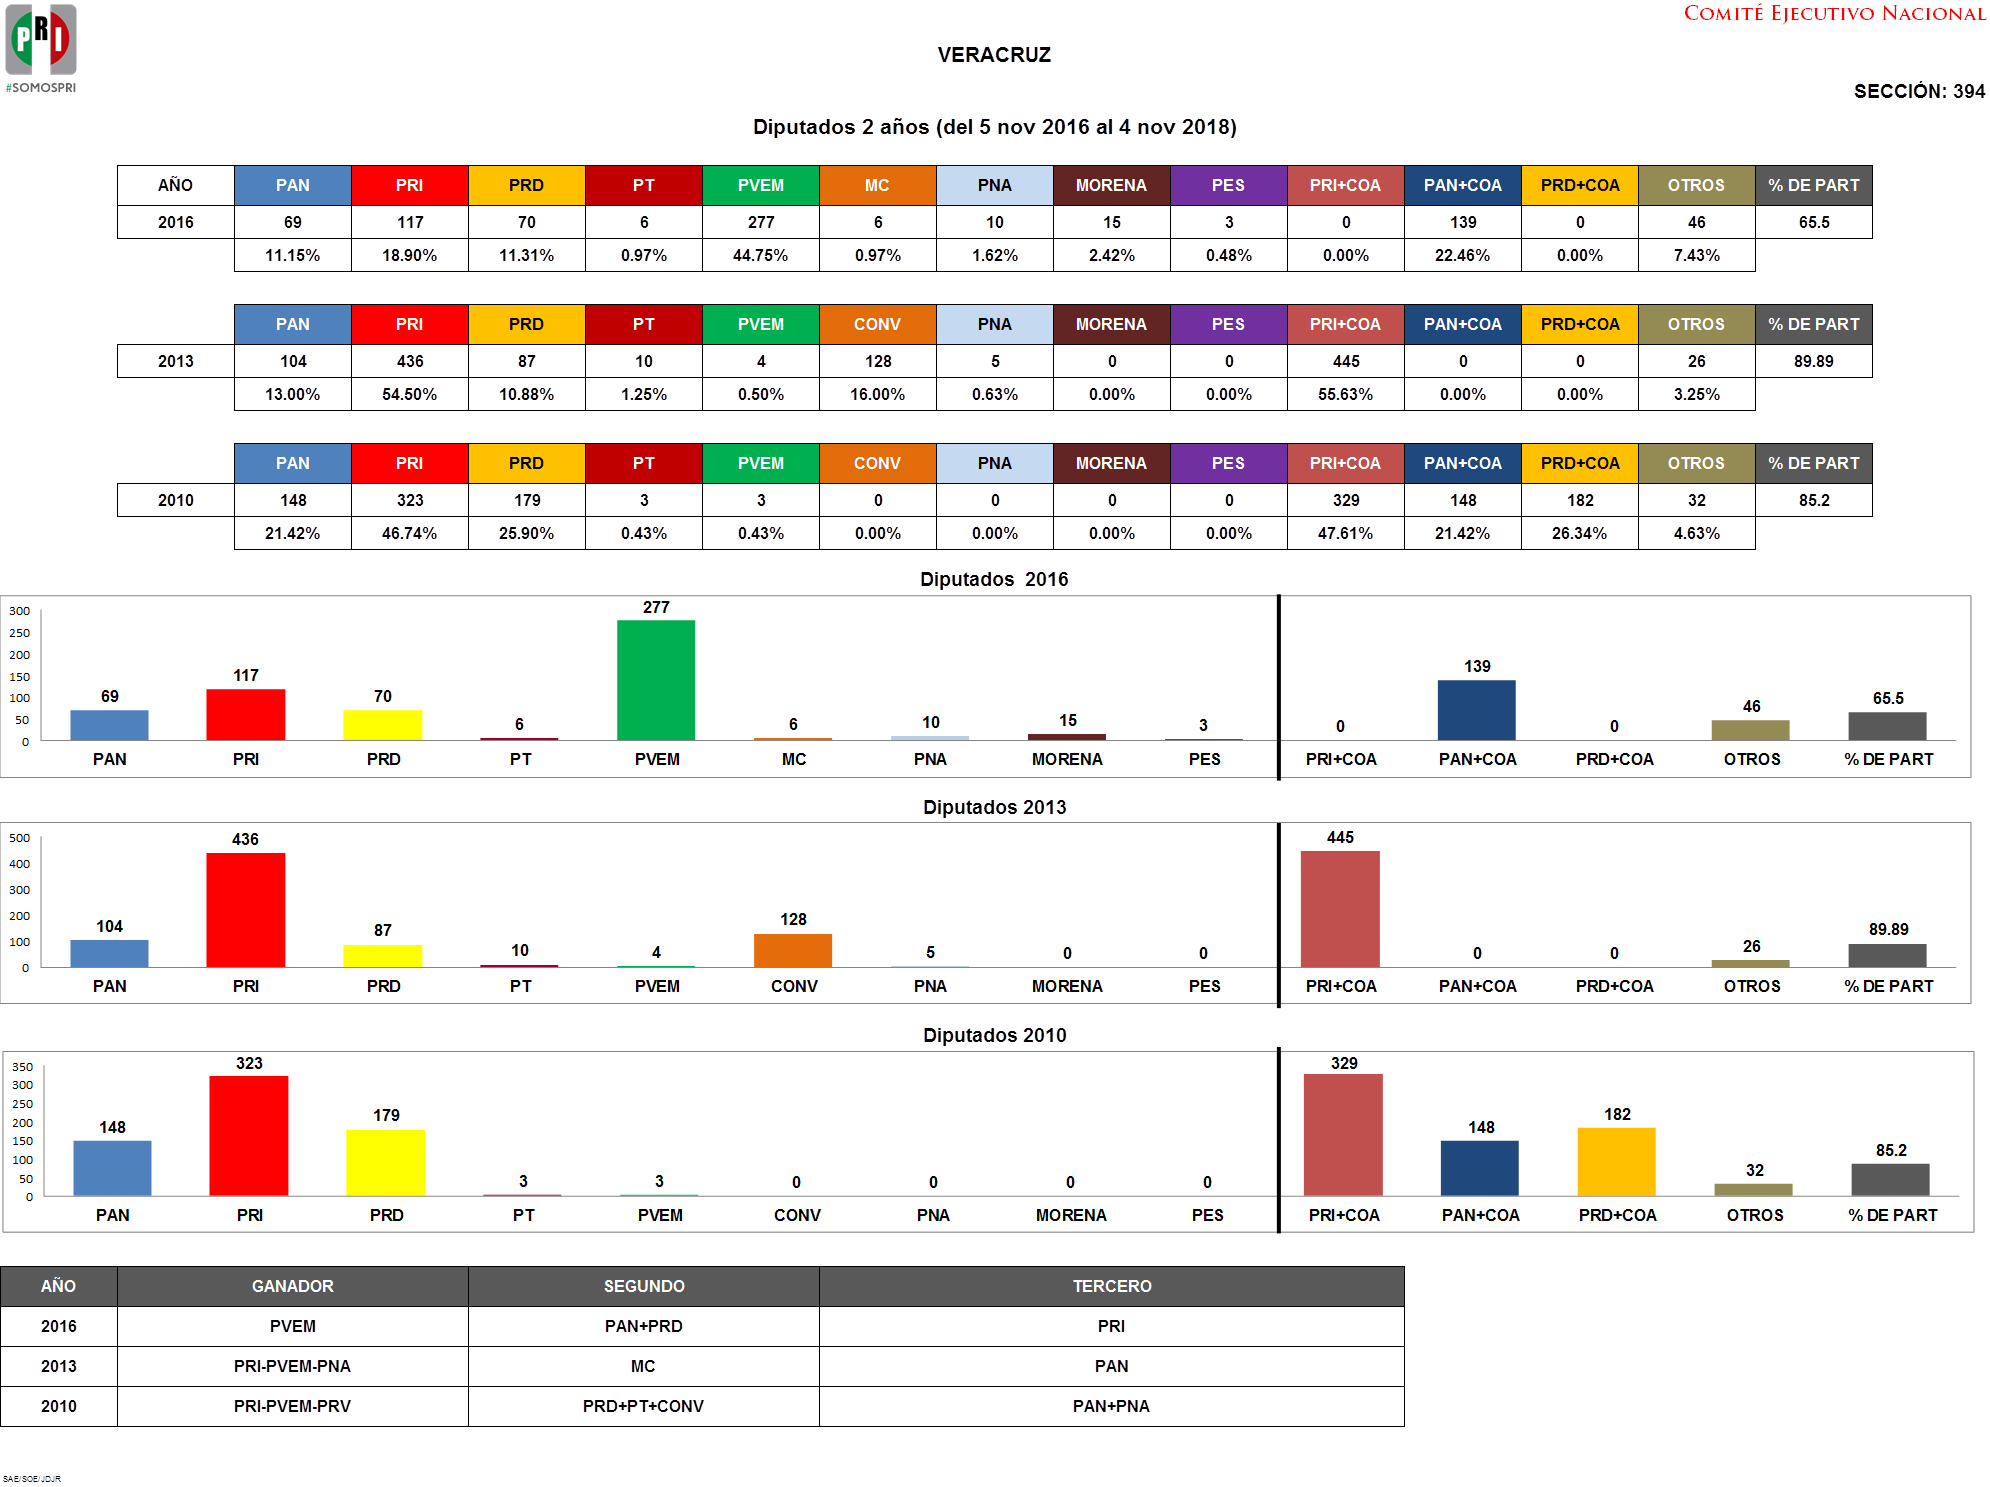 PRI
#SOMOSPRI
COMITÉ EJECUTIVO NACIONAL
VERACRUZ
SECCIÓN: 394
Diputados 2 años (del 5 nov 2016 al 4 nov 2018)
AÑO PAN PRI PRD PT PVEM MC PNA MORENA PES PRI+COA PAN+COA PRD+COA OTROS % DE PART
2016 69 117 70 6 277 6 10 15 3 0 139 0 46 65.5
11.15% 18.90% 11.31% 0.97% 44.75% 0.97% 1.62% 2.42% 0.48% 0.00% 22.46% 0.00% 7.43%
PAN PRI PRD PT PVEM CONV PNA MORENA PES PRI+COA PAN+COA PRD+COA OTROS % DE PART
2013 104 436 87 10 4 128 5 0 0 445 0 0 26 89.89
13.00% 54.50% 10.88% 1.25% 0.50% 16.00% 0.63% 0.00% 0.00% 55.63% 0.00% 0.00% 3.25%
PAN PRI PRD PT PVEM CONV PNA MORENA PES PRI+COA PAN+COA PRD+COA OTROS % DE PART
2010 148 323 179 3 3 0 0 0 0 329 148 182 32 85.2
21.42% 46.74% 25.90% 0.43% 0.43% 0.00% 0.00% 0.00% 0.00% 47.61% 21.42% 26.34% 4.63%
Diputados 2016
300
250
200
150
100
50
0
69 117 70 6 277 6 10 15 3 0 139 0 46 65.5
PAN PRI PRD PT PVEM MC PNA MORENA PES PRI+COA PAN+COA PRD+COA OTROS % DE PART
Diputados 2013
500
400
300
200
100
0
104 436 87 10 4 128 5 0 0 445 0 0 26 89.89
PAN PRI PRD PT PVEM CONV PNA MORENA PES PRI+COA PAN+COA PRD+COA OTROS % DE PART
Diputados 2010
350
300
250
200
150
100
50
0
148 323 179 3 3 0 0 0 0 329 148 182 32 85.2
PAN PRI PRD PT PVEM CONV PNA MORENA PES PRI+COA PAN+COA PRD+COA OTROS % DE PART
AÑO GANADOR SEGUNDO TERCERO
2016 PVEM PAN+PRD PRI
2013 PRI-PVEM-PNA MC PAN
2010 PRI-PVEM-PRV PRD+PT+CONV PAN+PNA
SAE/SOE/JDJR